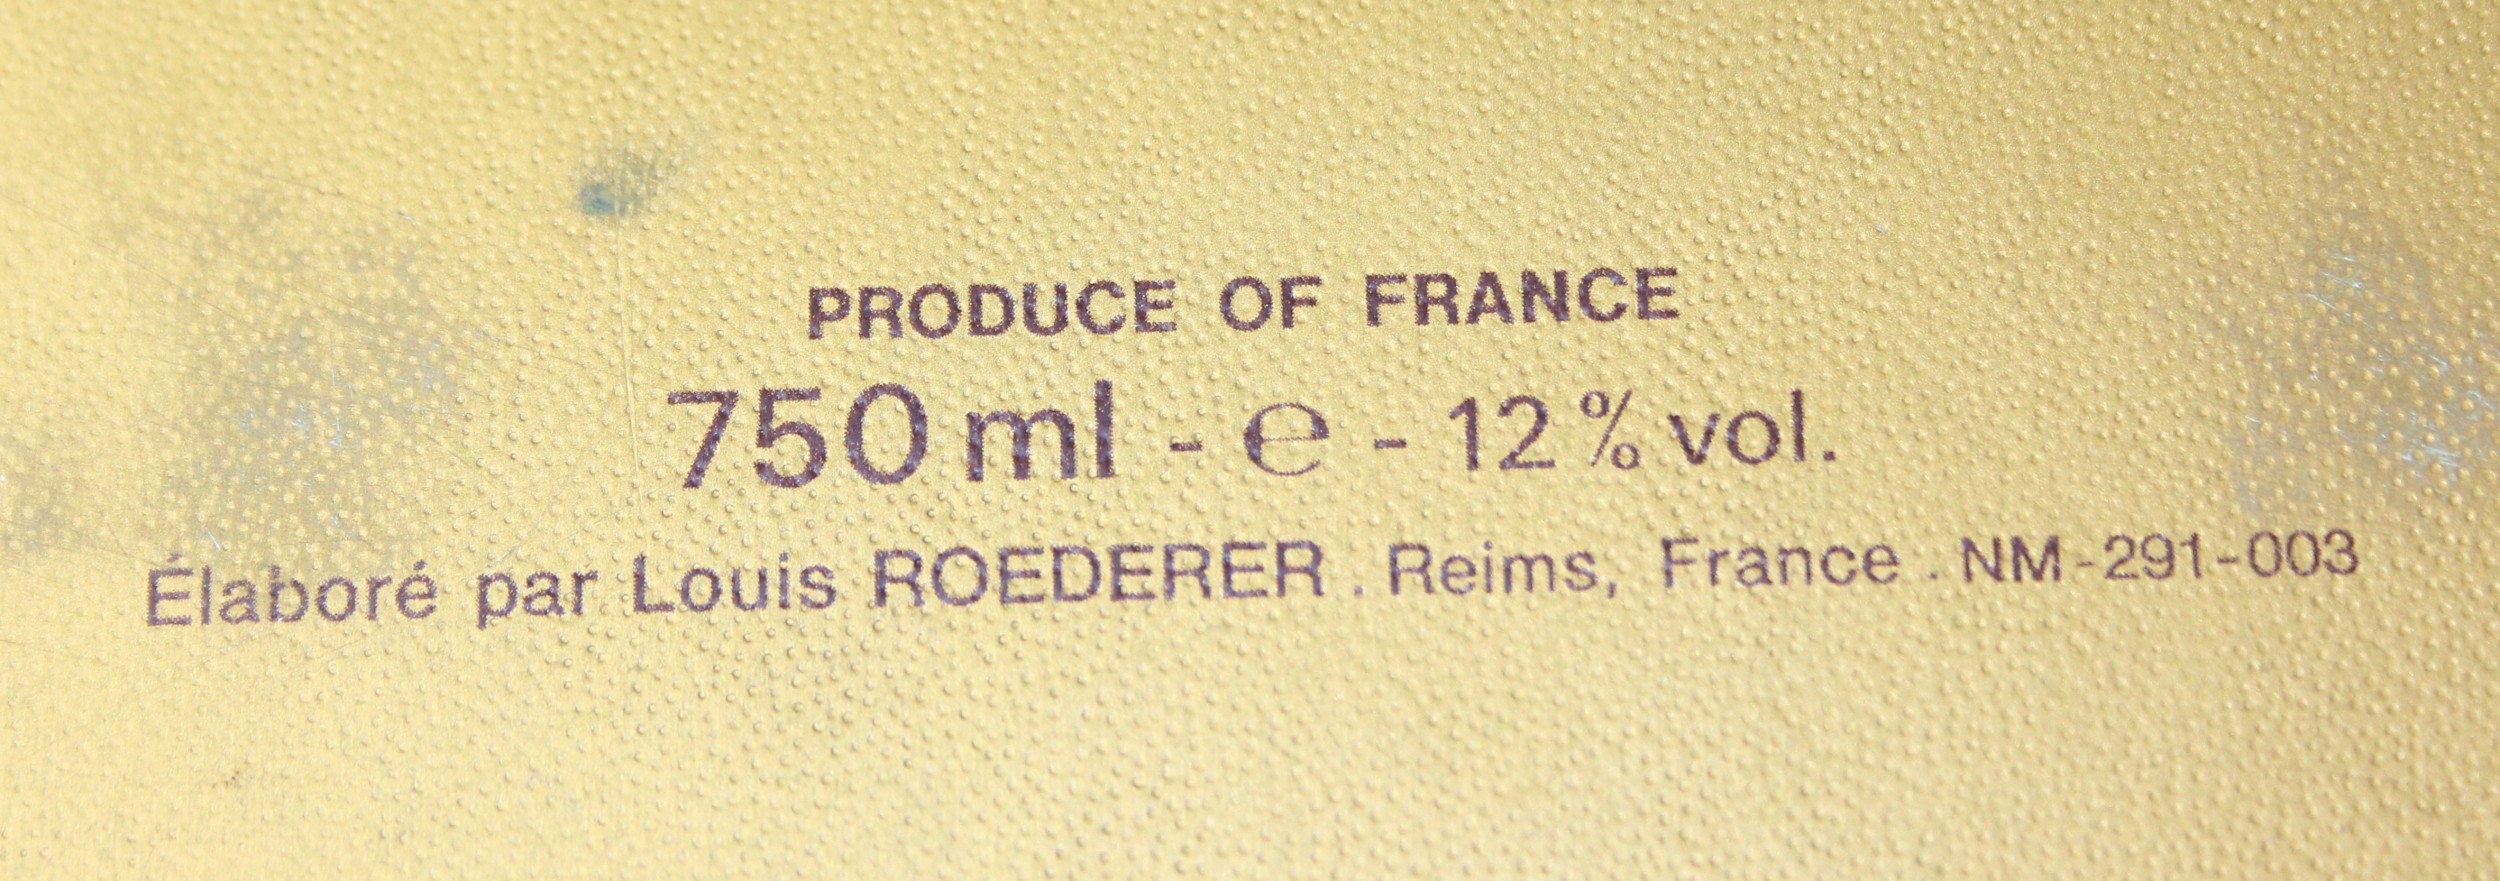 PRODUCE OF FRANCE
750 ml - ℮ - 12 % vol.
Élaboré par Louis ROEDERER . Reims, France . NM-291-003